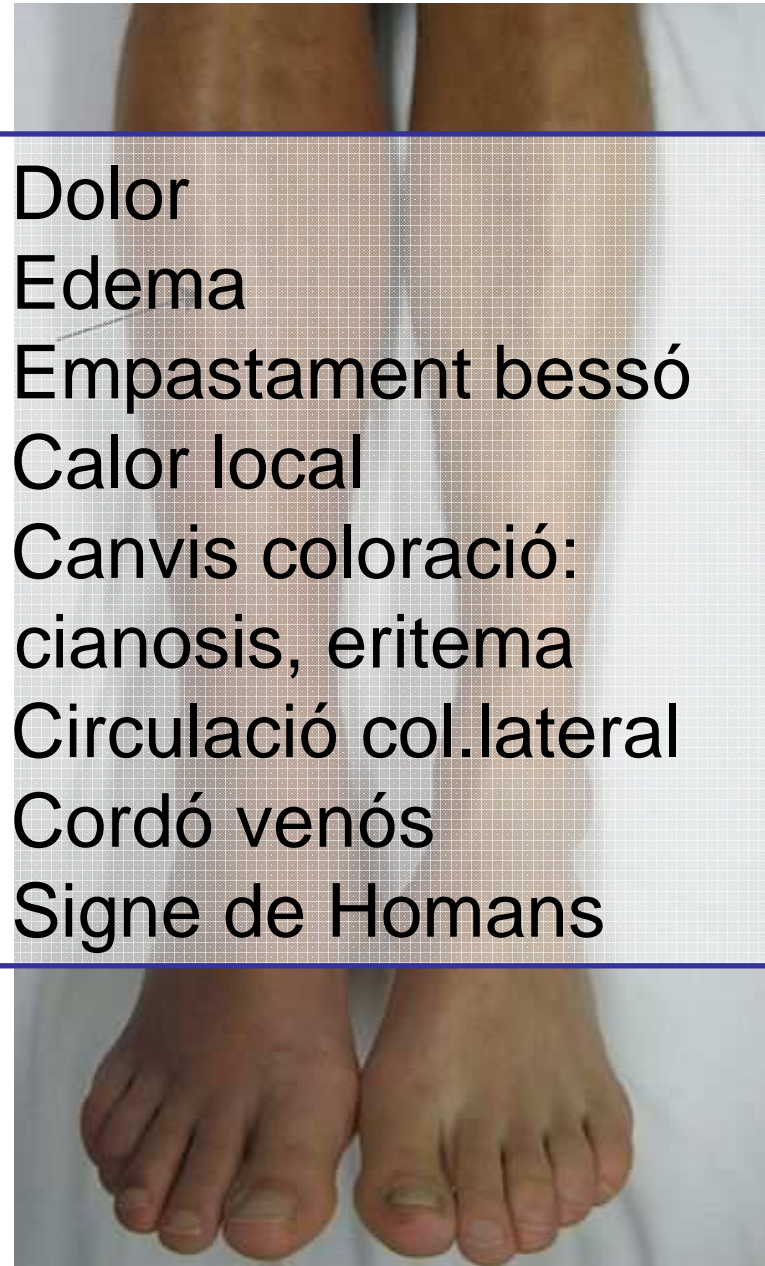 Dolor
Edema
Empastament bessó
Calor local
Canvis coloració:
cianosis, eritema
Circulació col.lateral
Cordó venós
Signe de Homans